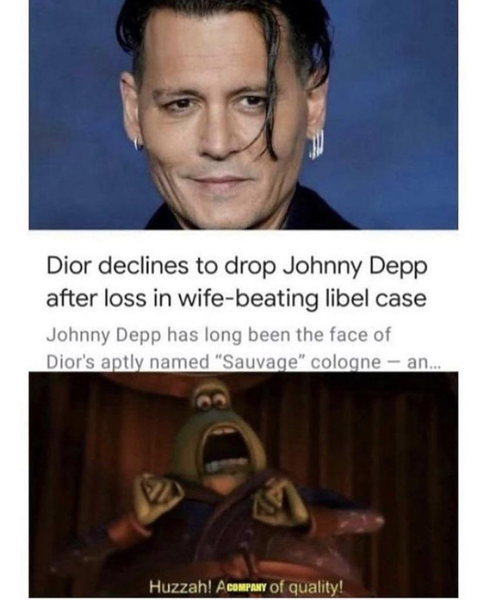 Dior declines to drop Johnny Depp
after loss in wife-beating libel case
Johnny Depp has long been the face of
Dior's aptly named “Sauvage” cologne — an...
Huzzah! A COMPANY of quality!